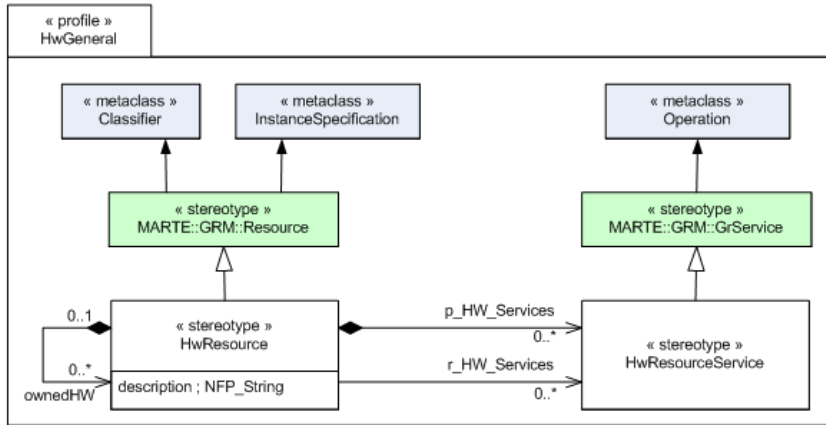 « profile »
HwGeneral
« metaclass »
Classifier
« metaclass »
InstanceSpecification
« metaclass »
Operation
« stereotype »
MARTE::GRM::Resource
« stereotype »
MARTE::GRM::GrService
0..1
« stereotype »
HwResource
p_HW_Services
0..*
« stereotype »
HwResourceService
0..*
ownedHW
description ; NFP_String
r_HW_Services
0..*